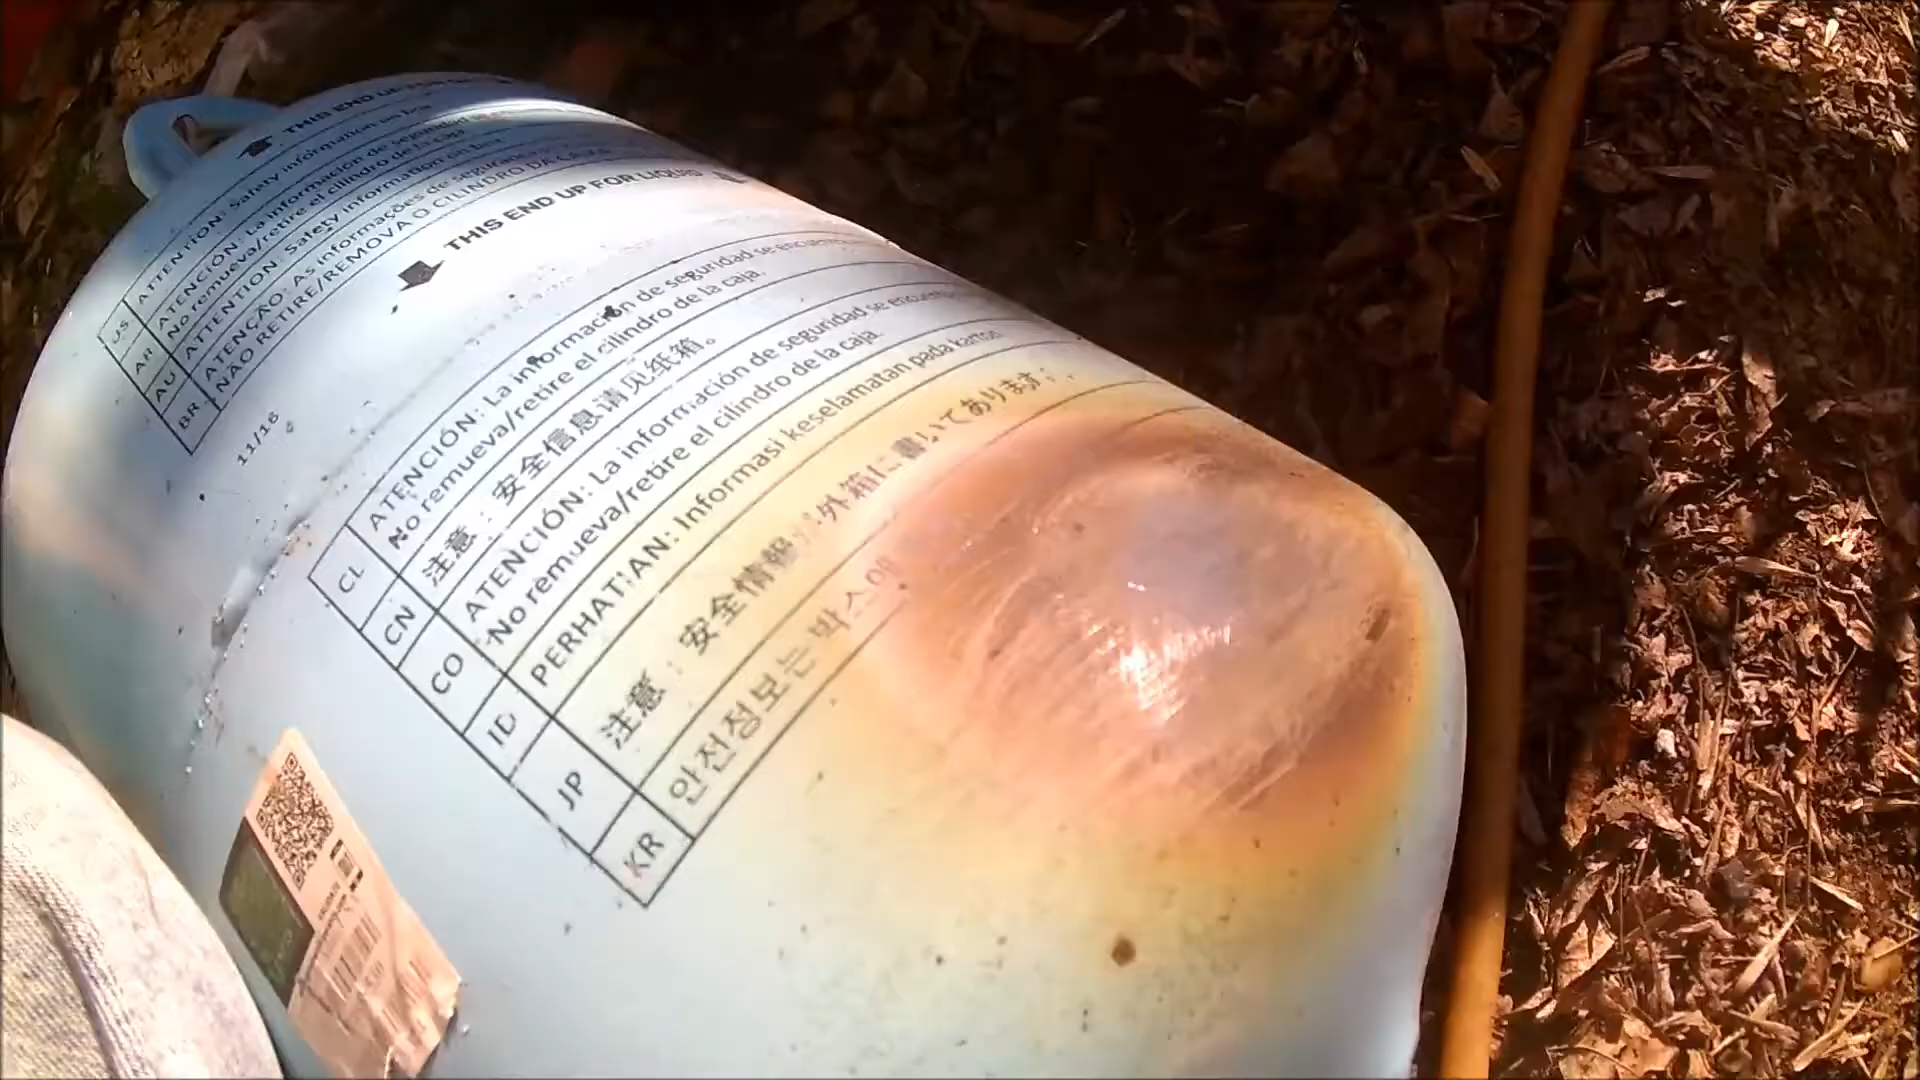 THIS END UP FOR
US ATTENTION: Safety information on box
AR ATENCIÓN: La información de seguridad se
No remueva/retire el cilindro de la caja
AU ATTENTION: Safety information on box
BR ATENÇÃO: As informações de segurança
NÃO RETIRE/REMOVA O CILINDRO DA CAIXA
THIS END UP FOR LIQUID
11/16
CL ATENCIÓN: La información de seguridad se encuentra
No remueva/retire el cilindro de la caja.
CN 注意：安全信息请见纸箱。
CO ATENCIÓN: La información de seguridad se encuentra
No remueva/retire el cilindro de la caja.
ID PERHATIAN: Informasi keselamatan pada karton
JP 注意：安全情報は外箱に書いてあります
KR 안전정보는 박스에